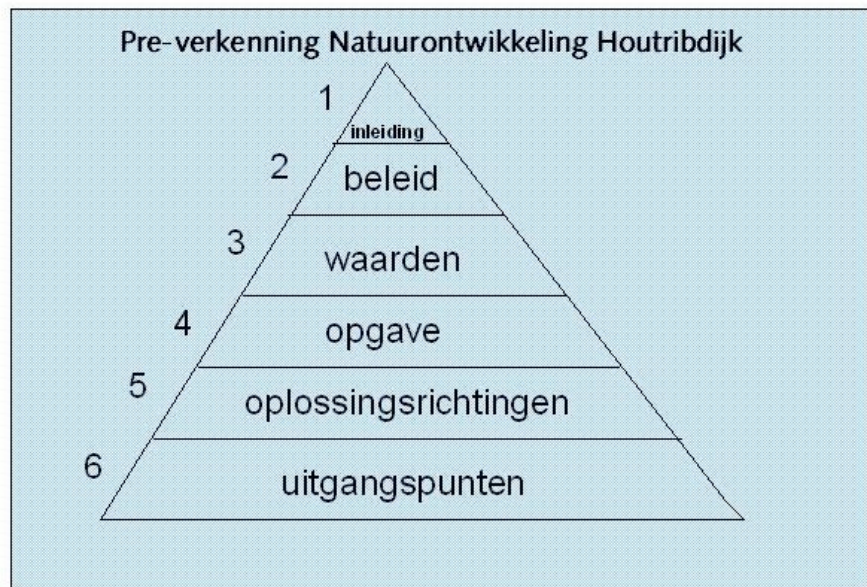 Pre-verkenning Natuurontwikkeling Houtribdijk
1
inleiding
2
beleid
3
waarden
4
opgave
5
oplossingsrichtingen
6
uitgangspunten